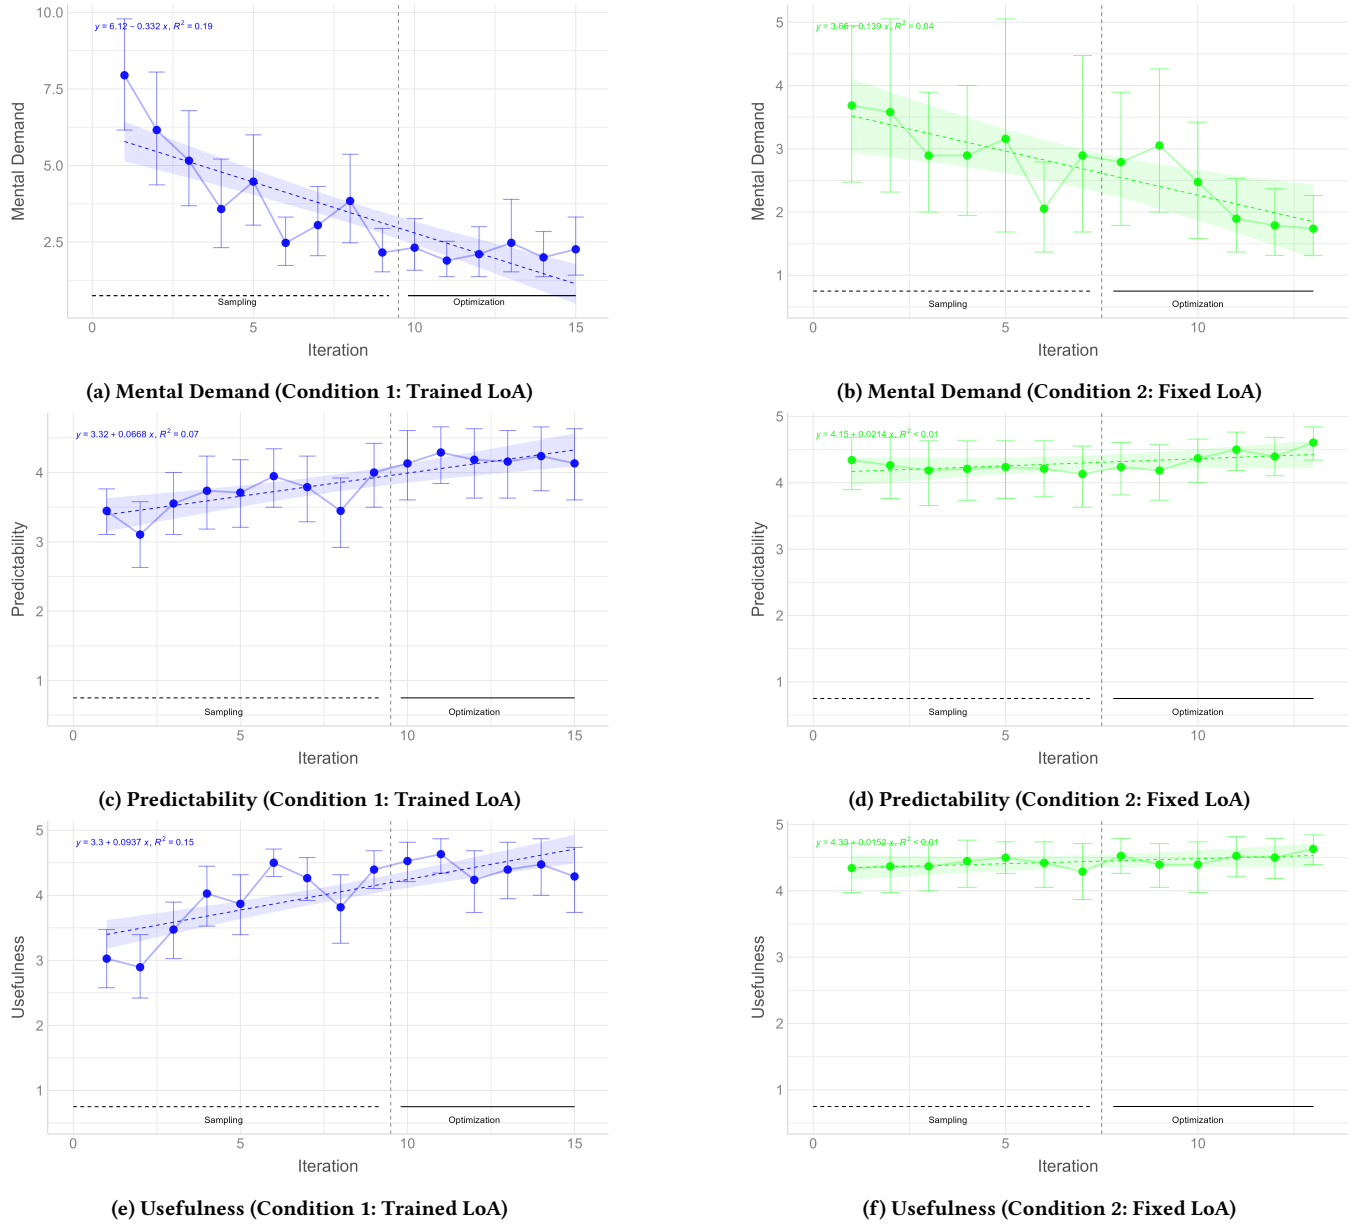 y = 6.12 − 0.332 x, R² = 0.19
Mental Demand
10.0
7.5
5.0
2.5
Sampling
Optimization
0
5
10
15
Iteration
(a) Mental Demand (Condition 1: Trained LoA)
y = 3.66 − 0.139 x, R² = 0.04
Mental Demand
5
4
3
2
1
Sampling
Optimization
0
5
10
Iteration
(b) Mental Demand (Condition 2: Fixed LoA)
y = 3.32 + 0.0668 x, R² = 0.07
Predictability
4
3
2
1
Sampling
Optimization
0
5
10
15
Iteration
(c) Predictability (Condition 1: Trained LoA)
y = 4.15 + 0.0214 x, R² < 0.01
Predictability
5
4
3
2
1
Sampling
Optimization
0
5
10
Iteration
(d) Predictability (Condition 2: Fixed LoA)
y = 3.3 + 0.0937 x, R² = 0.15
Usefulness
5
4
3
2
1
Sampling
Optimization
0
5
10
15
Iteration
(e) Usefulness (Condition 1: Trained LoA)
y = 4.33 + 0.0152 x, R² < 0.01
Usefulness
5
4
3
2
1
Sampling
Optimization
0
5
10
Iteration
(f) Usefulness (Condition 2: Fixed LoA)